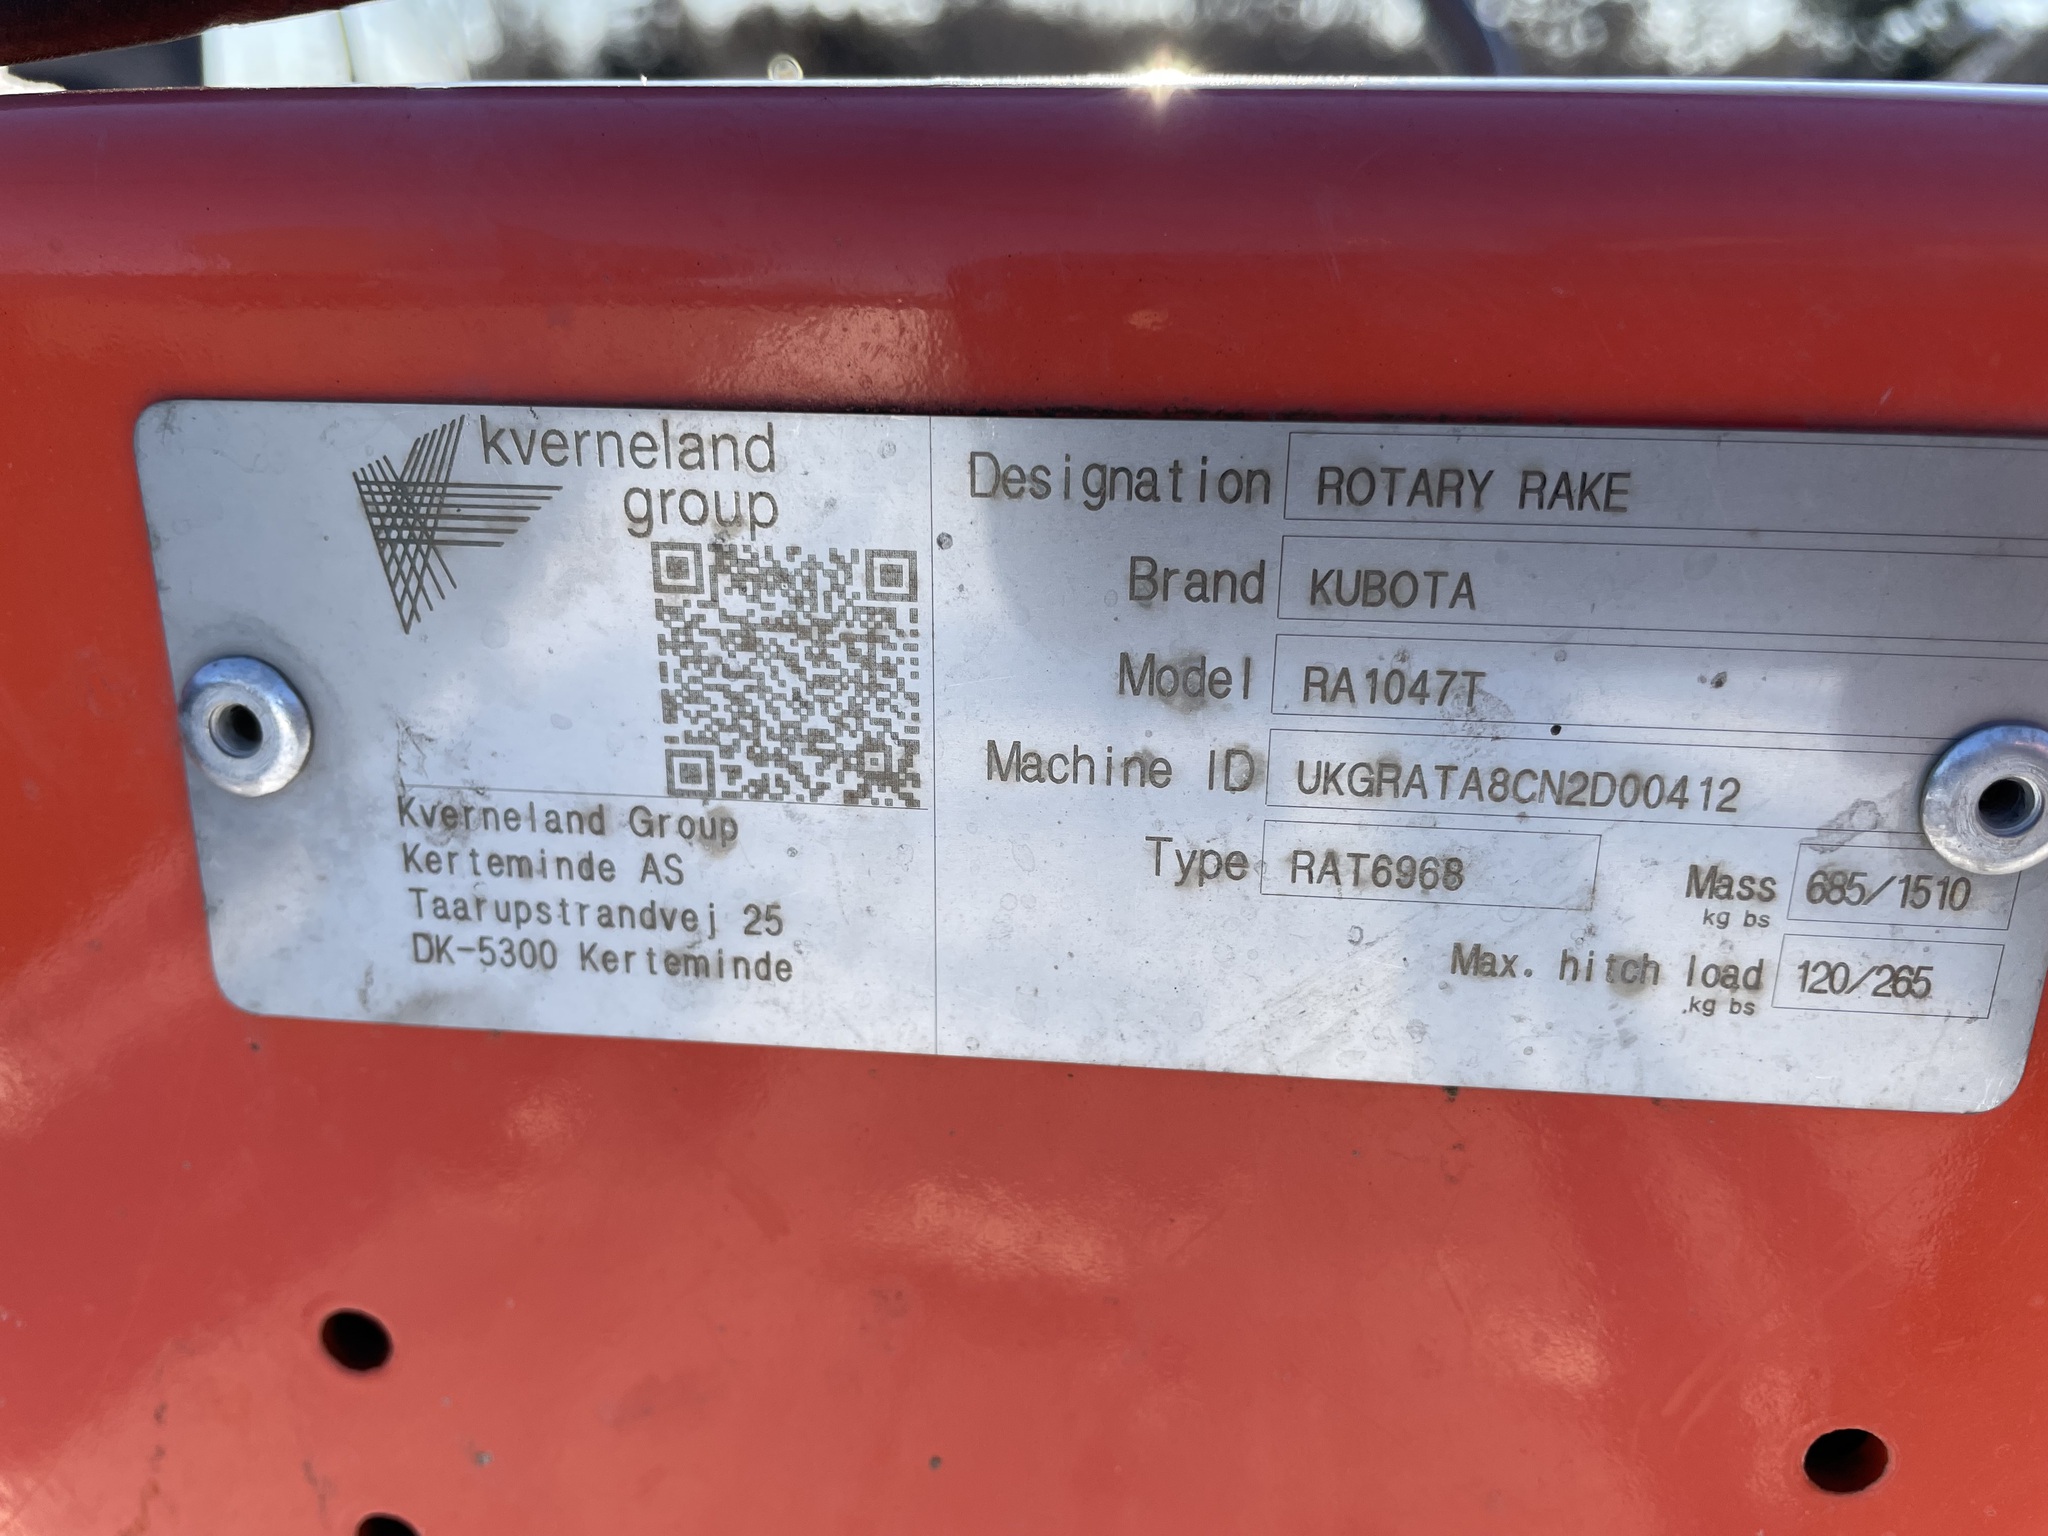 kverneland
group
Kverneland Group
Kerteminde AS
Taarupstrandvej 25
DK-5300 Kerteminde
Designation ROTARY RAKE
Brand KUBOTA
Model RA1047T
Machine ID UKGRATA8CN2D00412
Type RAT6968
Mass 685/1510
kg bs
Max. hitch load 120/265
kg bs